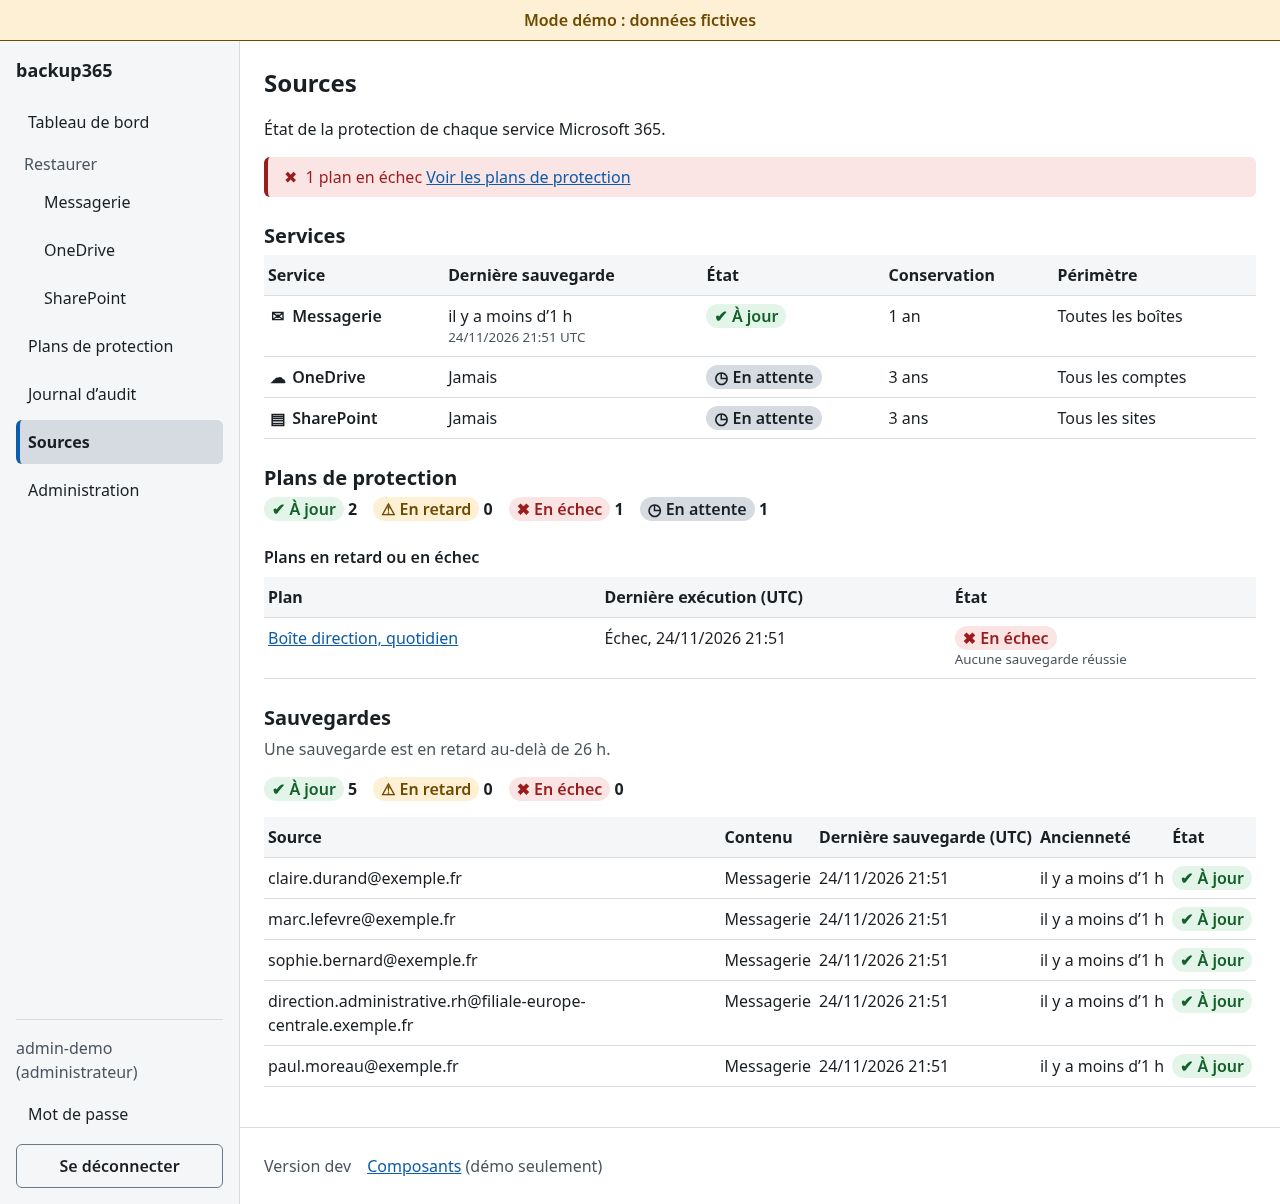 Mode démo : données fictives
backup365
Tableau de bord
Restaurer
Messagerie
OneDrive
SharePoint
Plans de protection
Journal d’audit
Sources
Administration
admin-demo
(administrateur)
Mot de passe
Se déconnecter
Sources
État de la protection de chaque service Microsoft 365.
✖ 1 plan en échec Voir les plans de protection
Services
Service Dernière sauvegarde État Conservation Périmètre
✉ Messagerie il y a moins d’1 h ✔ À jour 1 an Toutes les boîtes
24/11/2026 21:51 UTC
☁ OneDrive Jamais ◷ En attente 3 ans Tous les comptes
▤ SharePoint Jamais ◷ En attente 3 ans Tous les sites
Plans de protection
✔ À jour 2 ⚠ En retard 0 ✖ En échec 1 ◷ En attente 1
Plans en retard ou en échec
Plan Dernière exécution (UTC) État
Boîte direction, quotidien Échec, 24/11/2026 21:51 ✖ En échec
Aucune sauvegarde réussie
Sauvegardes
Une sauvegarde est en retard au-delà de 26 h.
✔ À jour 5 ⚠ En retard 0 ✖ En échec 0
Source Contenu Dernière sauvegarde (UTC) Ancienneté État
claire.durand@exemple.fr Messagerie 24/11/2026 21:51 il y a moins d’1 h ✔ À jour
marc.lefevre@exemple.fr Messagerie 24/11/2026 21:51 il y a moins d’1 h ✔ À jour
sophie.bernard@exemple.fr Messagerie 24/11/2026 21:51 il y a moins d’1 h ✔ À jour
direction.administrative.rh@filiale-europe- Messagerie 24/11/2026 21:51 il y a moins d’1 h ✔ À jour
centrale.exemple.fr
paul.moreau@exemple.fr Messagerie 24/11/2026 21:51 il y a moins d’1 h ✔ À jour
Version dev Composants (démo seulement)